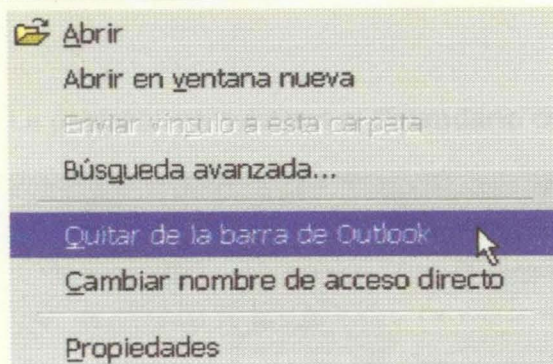 Abrir
Abrir en ventana nueva
Enviar vínculo a esta carpeta
Búsqueda avanzada...
Quitar de la barra de Outlook
Cambiar nombre de acceso directo
Propiedades